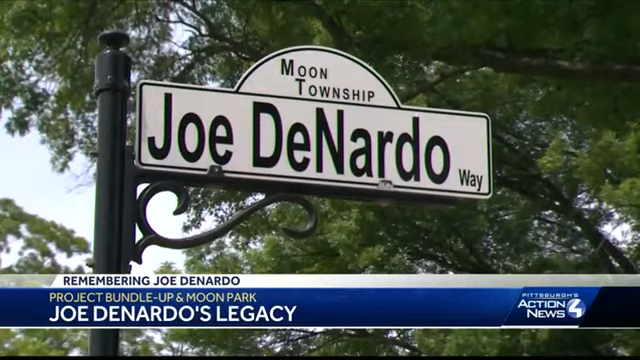 MOON
TOWNSHIP
Joe DeNardo Way
REMEMBERING JOE DENARDO
PROJECT BUNDLE-UP & MOON PARK
JOE DENARDO'S LEGACY
PITTSBURGH'S
ACTION
NEWS 4